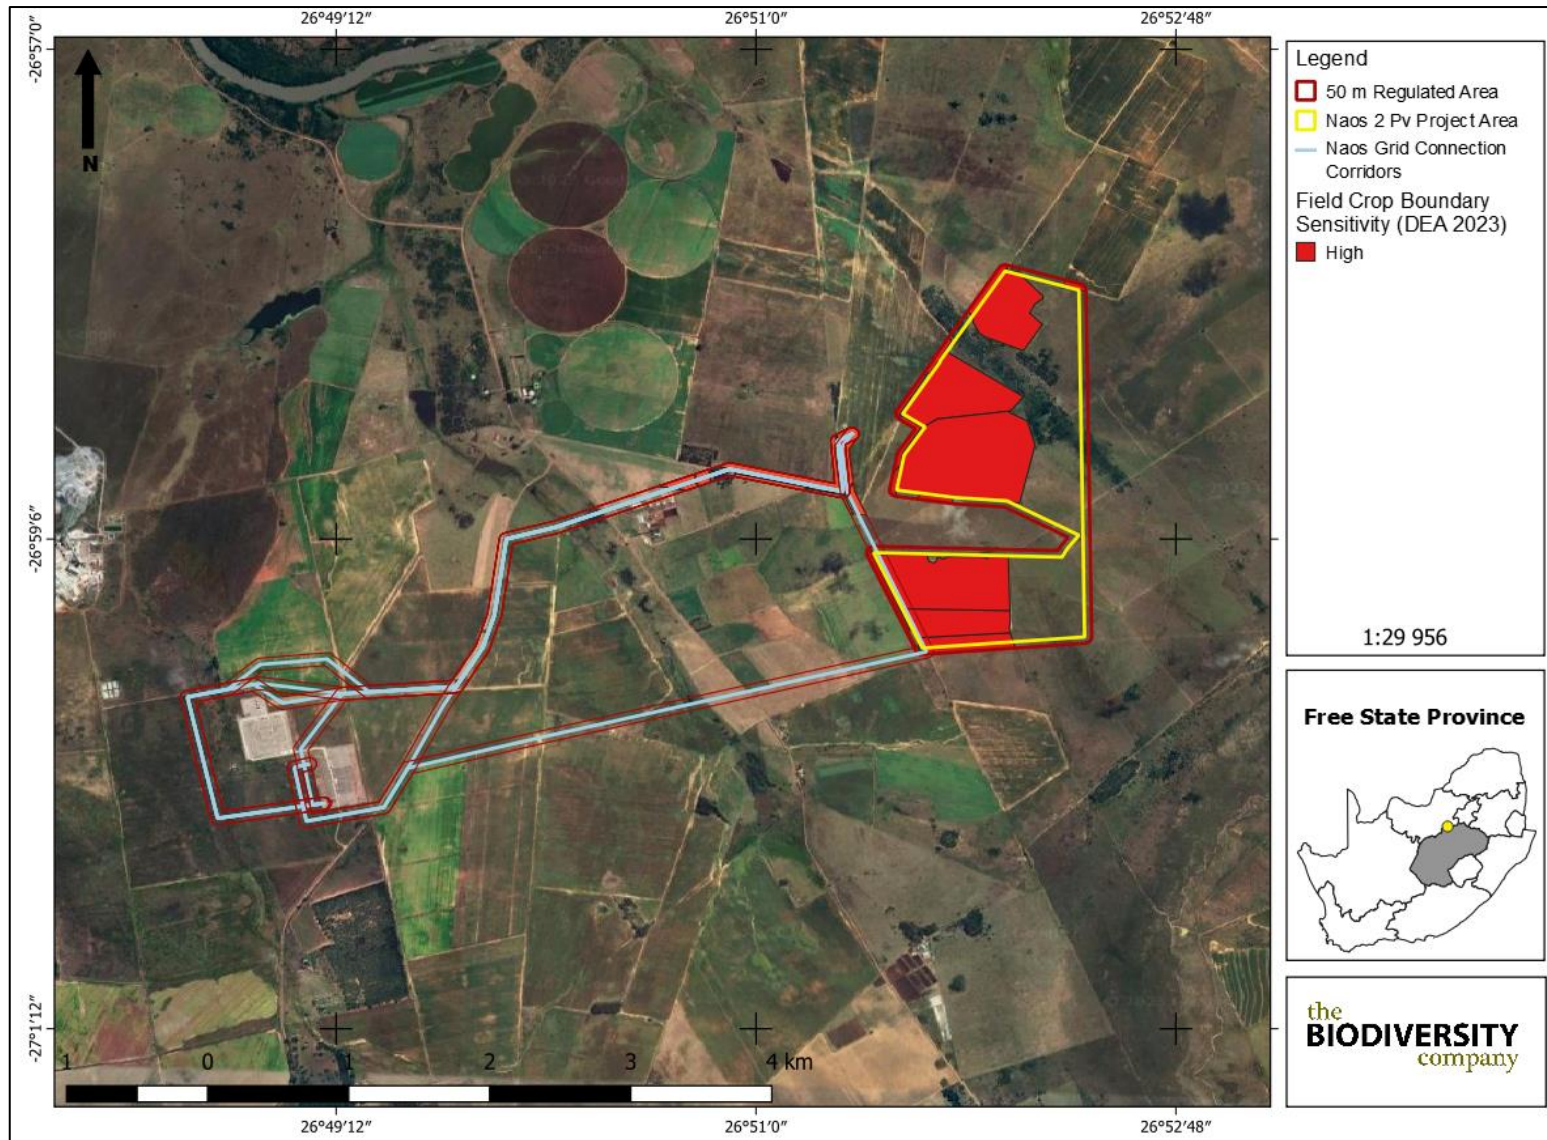 26°49′12″
26°51′0″
26°52′48″
-26°57′0″
-26°59′6″
-27°1′12″
N
Legend
50 m Regulated Area
Naos 2 Pv Project Area
Naos Grid Connection
Corridors
Field Crop Boundary
Sensitivity (DEA 2023)
High
1:29 956
Free State Province
the
BIODIVERSITY
company
1
0
1
2
3
4 km
26°49′12″
26°51′0″
26°52′48″